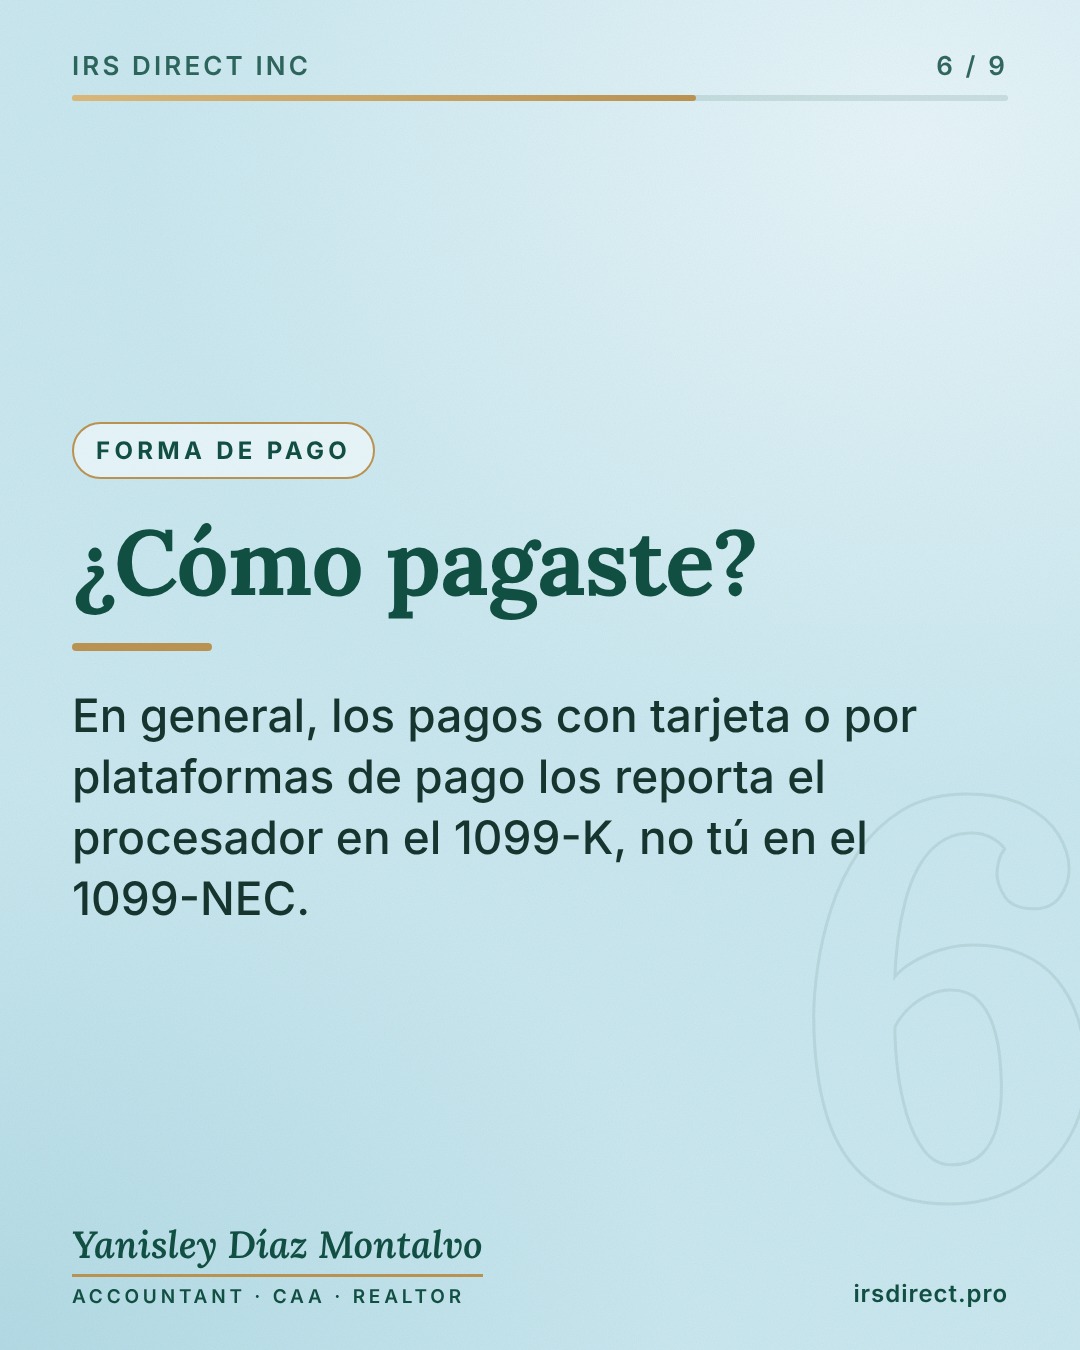 IRS DIRECT INC
6 / 9
FORMA DE PAGO
¿Cómo pagaste?
En general, los pagos con tarjeta o por
plataformas de pago los reporta el
procesador en el 1099-K, no tú en el
1099-NEC.
6
Yanisley Díaz Montalvo
ACCOUNTANT · CAA · REALTOR
irsdirect.pro